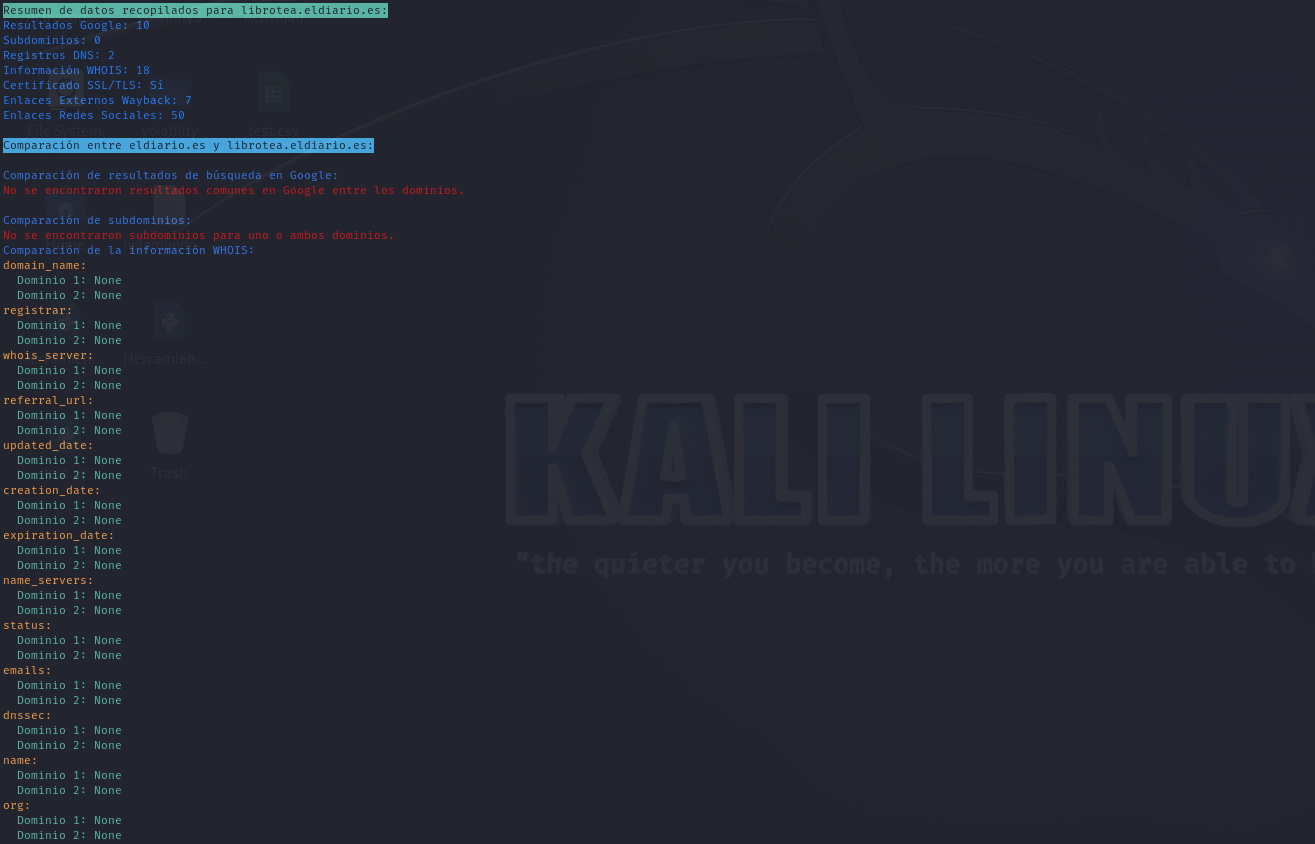 Resumen de datos recopilados para librotea.eldiario.es:
Resultados Google: 10
Subdominios: 0
Registros DNS: 2
Información WHOIS: 18
Certificado SSL/TLS: Sí
Enlaces Externos Wayback: 7
Enlaces Redes Sociales: 50
File System
volatility
test.csv
Comparación entre eldiario.es y librotea.eldiario.es:
Comparación de resultados de búsqueda en Google:
No se encontraron resultados comunes en Google entre los dominios.
Comparación de subdominios:
No se encontraron subdominios para uno o ambos dominios.
Comparación de la información WHOIS:
domain_name:
Dominio 1: None
Dominio 2: None
registrar:
Dominio 1: None
Dominio 2: None
whois_server:
Herramien...
Dominio 1: None
Dominio 2: None
referral_url:
Dominio 1: None
Dominio 2: None
updated_date:
Dominio 1: None
Dominio 2: None
Trash
creation_date:
Dominio 1: None
Dominio 2: None
expiration_date:
Dominio 1: None
Dominio 2: None
name_servers:
Dominio 1: None
Dominio 2: None
status:
Dominio 1: None
Dominio 2: None
emails:
Dominio 1: None
Dominio 2: None
dnssec:
Dominio 1: None
Dominio 2: None
name:
Dominio 1: None
Dominio 2: None
org:
Dominio 1: None
Dominio 2: None
KALI LINUX
"the quieter you become, the more you are able to